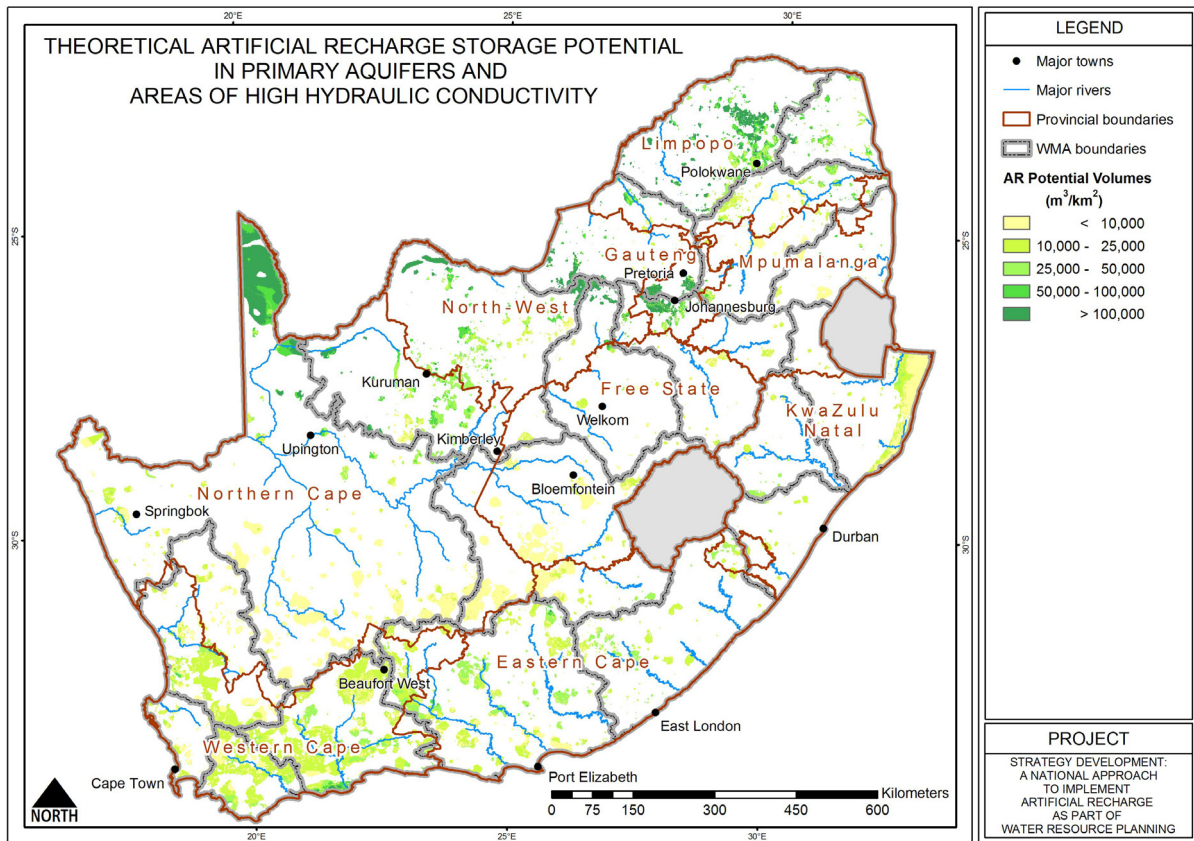 20°E
25°E
30°E
THEORETICAL ARTIFICIAL RECHARGE STORAGE POTENTIAL
IN PRIMARY AQUIFERS AND
AREAS OF HIGH HYDRAULIC CONDUCTIVITY
Limpopo
Polokwane
25°S
25°S
Gauteng
Pretoria
Mpumalanga
North-West
Johannesburg
Kuruman
Free State
Welkom
KwaZulu
Natal
Upington
Kimberley
Bloemfontein
Northern Cape
Springbok
Durban
30°S
30°S
Eastern Cape
Beaufort West
East London
Western Cape
Cape Town
Port Elizabeth
Kilometers
0 75 150 300 450 600
NORTH
20°E
25°E
30°E
LEGEND
Major towns
Major rivers
Provincial boundaries
WMA boundaries
AR Potential Volumes
(m³/km²)
< 10,000
10,000 - 25,000
25,000 - 50,000
50,000 - 100,000
> 100,000
PROJECT
STRATEGY DEVELOPMENT:
A NATIONAL APPROACH
TO IMPLEMENT
ARTIFICIAL RECHARGE
AS PART OF
WATER RESOURCE PLANNING